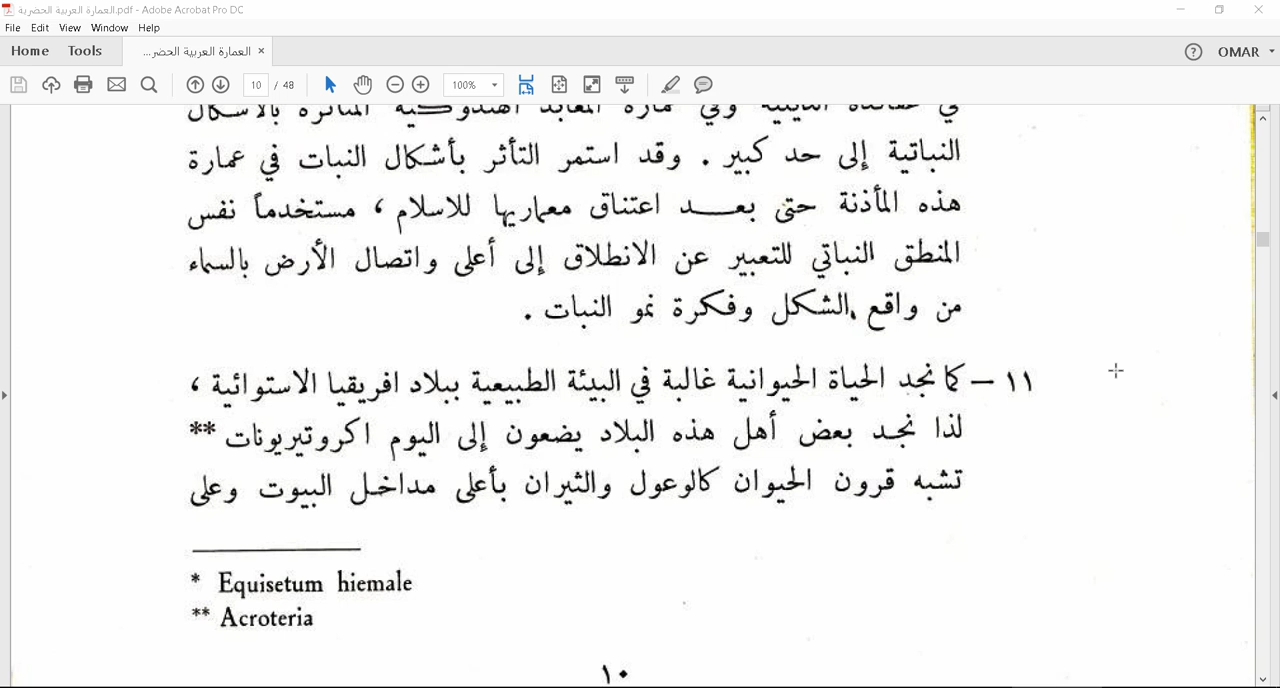 العمارة العربية الحضرية.pdf - Adobe Acrobat Pro DC
File Edit View Window Help
Home Tools العمارة العربية الحضر... × OMAR
10 / 48 100%
النباتية إلى حد كبير . وقد استمر التأثر بأشكال النبات في عمارة
هذه المأذنة حتى بعـــد اعتناق معماريها للاسلام ، مستخدماً نفس
المنطق النباتي للتعبير عن الانطلاق إلى أعلى واتصال الأرض بالسماء
من واقع الشكل وفكرة نمو النبات .
١١ – كما نجد الحياة الحيوانية غالبة في البيئة الطبيعية ببلاد افريقيا الاستوائية ،
لذا نجـد بعض أهل هذه البلاد يضعون إلى اليوم اكروتيريونات **
تشبه قرون الحيوان كالوعول والثيران بأعلى مداخـل البيوت وعلى
* Equisetum hiemale
** Acroteria
١٠